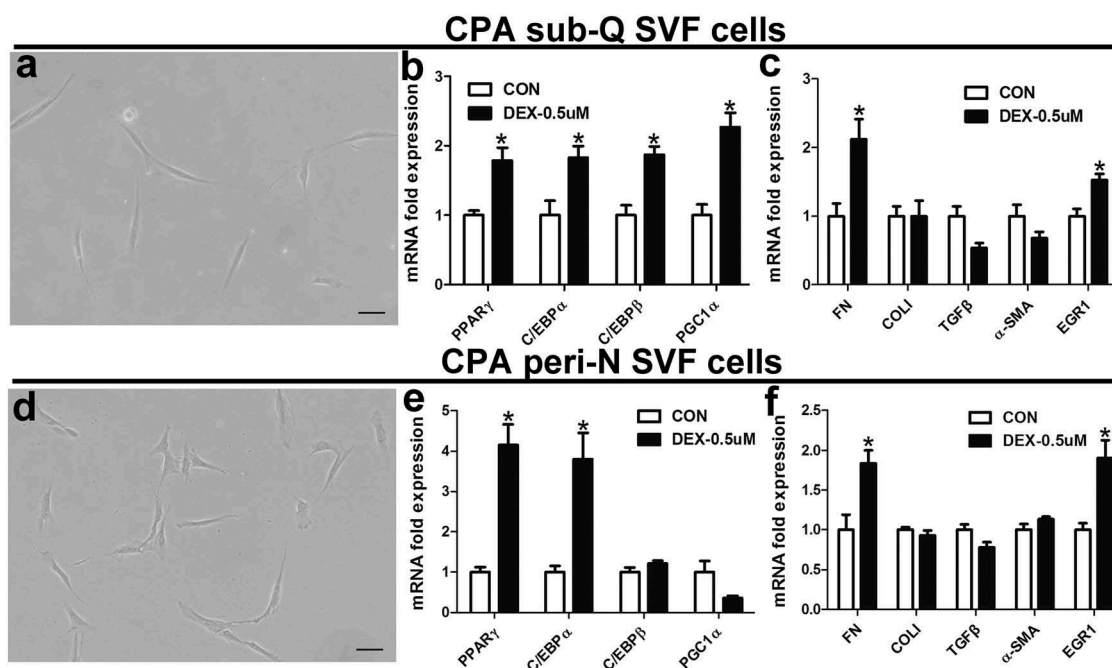 CPA sub-Q SVF cells
a
b
mRNA fold expression
3
2
1
0
CON
DEX-0.5uM
*
*
*
*
PPARγ
C/EBPα
C/EBPβ
PGC1α
c
mRNA fold expression
3
2
1
0
CON
DEX-0.5uM
*
*
FN
COLI
TGFβ
α-SMA
EGR1
CPA peri-N SVF cells
d
e
mRNA fold expression
5
4
3
2
1
0
CON
DEX-0.5uM
*
*
PPARγ
C/EBPα
C/EBPβ
PGC1α
f
mRNA fold expression
2.5
2.0
1.5
1.0
0.5
0.0
CON
DEX-0.5uM
*
*
FN
COLI
TGFβ
α-SMA
EGR1